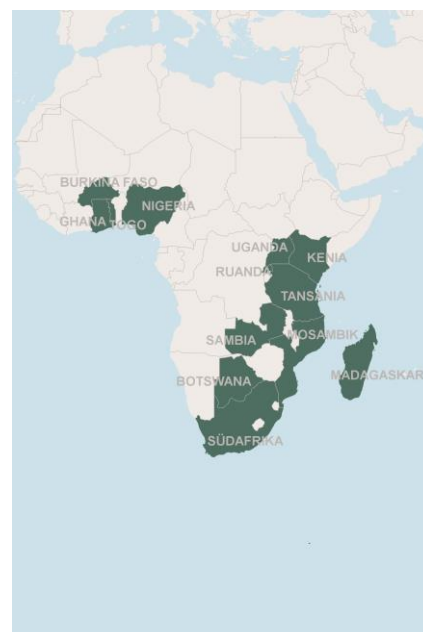 BURKINA FASO
NIGERIA
GHANA
TOGO
UGANDA
KENIA
RUANDA
TANSANIA
SAMBIA
MOSAMBIK
BOTSWANA
MADAGASKAR
SÜDAFRIKA